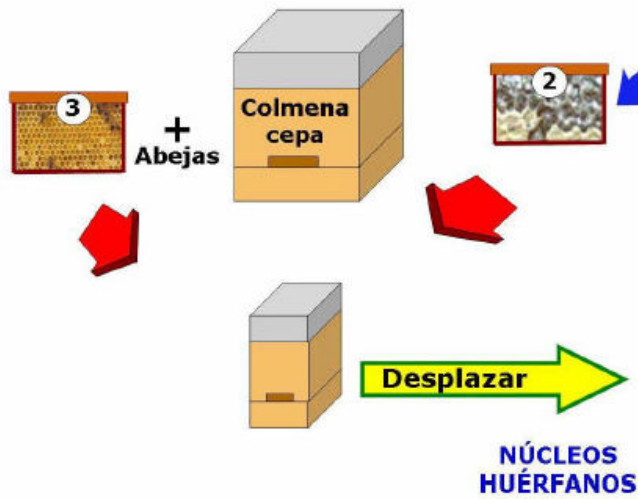 3
+
Abejas
Colmena
cepa
2
Desplazar
NÚCLEOS
HUÉRFANOS